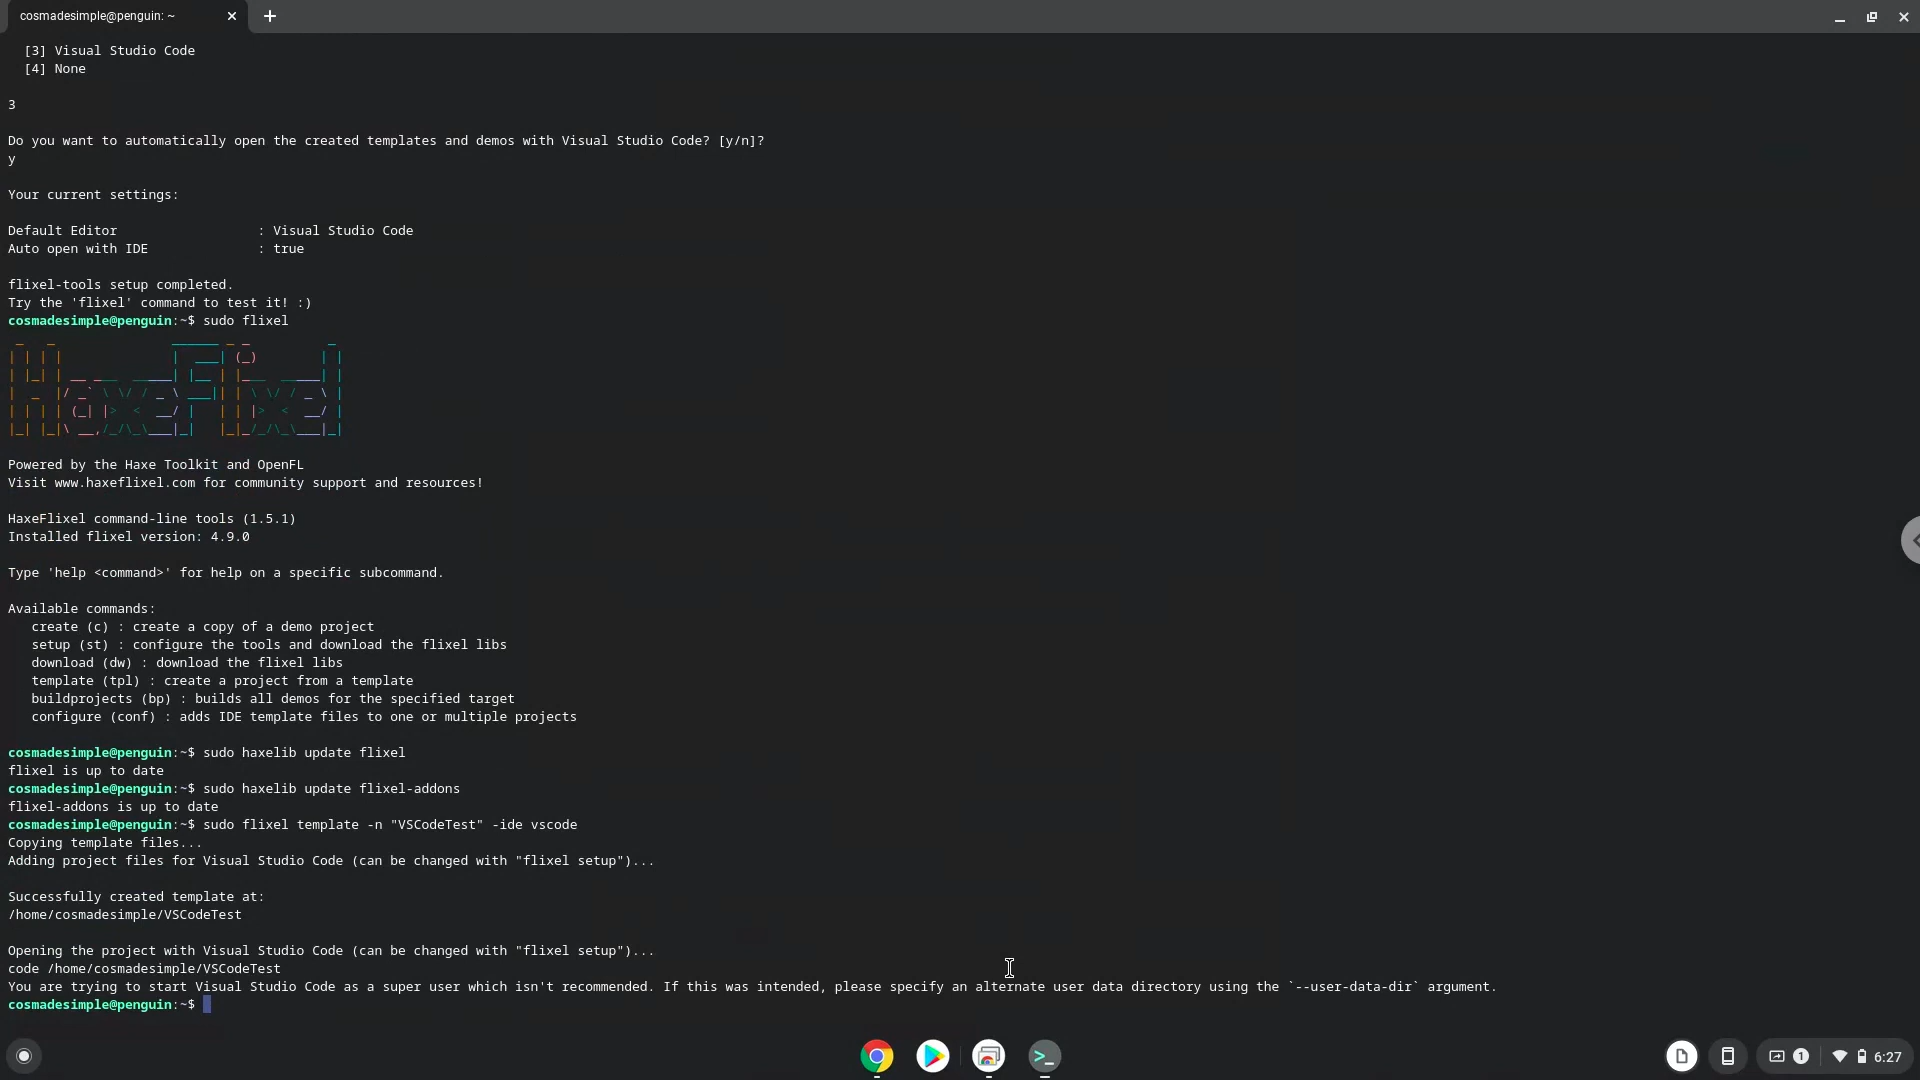 cosmadesimple@penguin: ~
[3] Visual Studio Code
[4] None
3
Do you want to automatically open the created templates and demos with Visual Studio Code? [y/n]?
y
Your current settings:
Default Editor : Visual Studio Code
Auto open with IDE : true
flixel-tools setup completed.
Try the 'flixel' command to test it! :)
cosmadesimple@penguin:~$ sudo flixel
HaxeFlixel
Powered by the Haxe Toolkit and OpenFL
Visit www.haxeflixel.com for community support and resources!
HaxeFlixel command-line tools (1.5.1)
Installed flixel version: 4.9.0
Type 'help <command>' for help on a specific subcommand.
Available commands:
create (c) : create a copy of a demo project
setup (st) : configure the tools and download the flixel libs
download (dw) : download the flixel libs
template (tpl) : create a project from a template
buildprojects (bp) : builds all demos for the specified target
configure (conf) : adds IDE template files to one or multiple projects
cosmadesimple@penguin:~$ sudo haxelib update flixel
flixel is up to date
cosmadesimple@penguin:~$ sudo haxelib update flixel-addons
flixel-addons is up to date
cosmadesimple@penguin:~$ sudo flixel template -n "VSCodeTest" -ide vscode
Copying template files...
Adding project files for Visual Studio Code (can be changed with "flixel setup")...
Successfully created template at:
/home/cosmadesimple/VSCodeTest
Opening the project with Visual Studio Code (can be changed with "flixel setup")...
code /home/cosmadesimple/VSCodeTest
You are trying to start Visual Studio Code as a super user which isn't recommended. If this was intended, please specify an alternate user data directory using the `--user-data-dir` argument.
cosmadesimple@penguin:~$
1 6:27